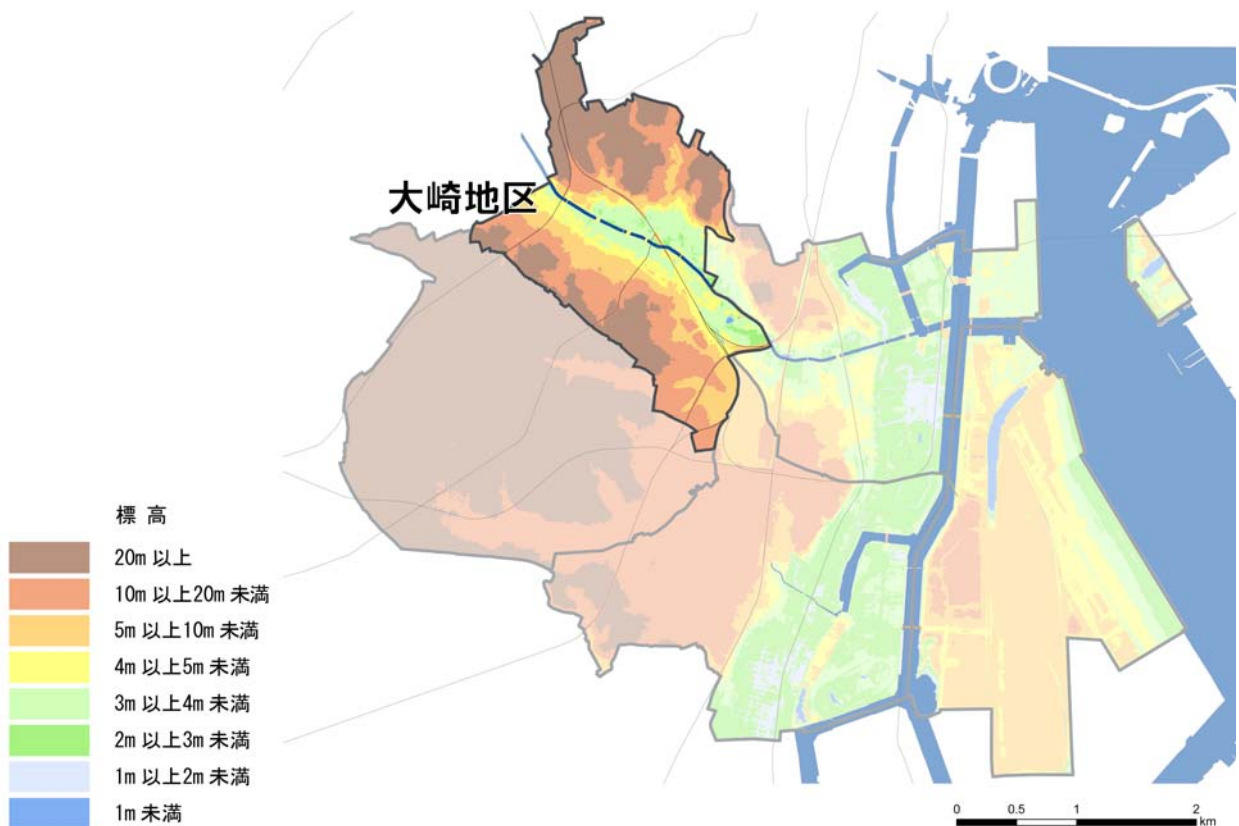 大崎地区
標 高
20m 以上
10m 以上20m 未満
5m 以上10m 未満
4m 以上5m 未満
3m 以上4m 未満
2m 以上3m 未満
1m 以上2m 未満
1m 未満
0 0.5 1 2
km